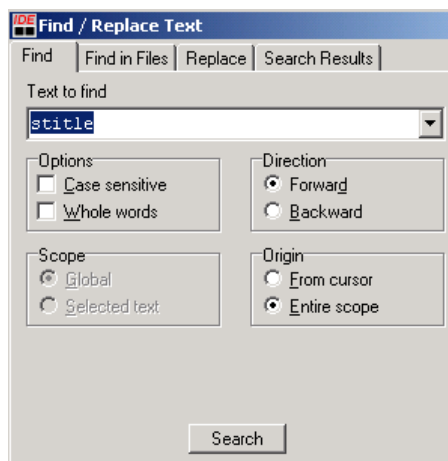 IDE Find / Replace Text
Find Find in Files Replace Search Results
Text to find
stitle
Options Direction
Case sensitive Forward
Whole words Backward
Scope Origin
Global From cursor
Selected text Entire scope
Search